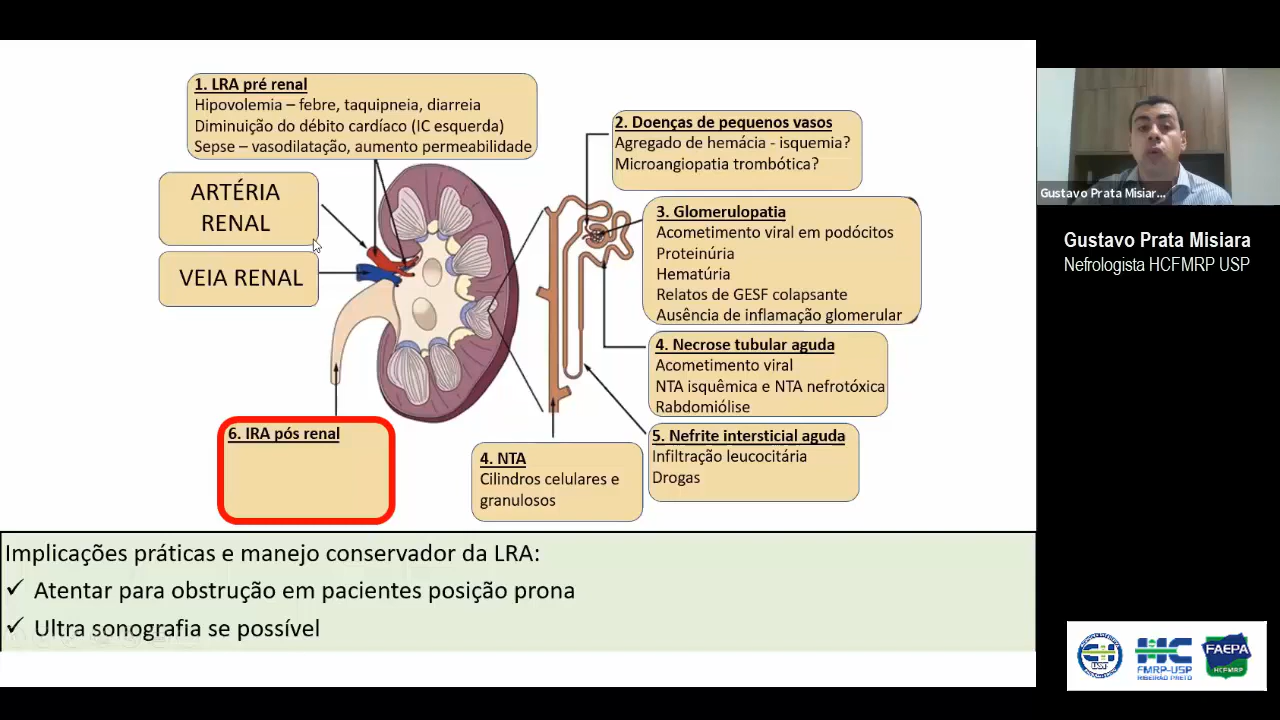 1. LRA pré renal
Hipovolemia – febre, taquipneia, diarreia
Diminuição do débito cardíaco (IC esquerda)
Sepse – vasodilatação, aumento permeabilidade
ARTÉRIA
RENAL
VEIA RENAL
2. Doenças de pequenos vasos
Agregado de hemácia - isquemia?
Microangiopatia trombótica?
3. Glomerulopatia
Acometimento viral em podócitos
Proteinúria
Hematúria
Relatos de GESF colapsante
Ausência de inflamação glomerular
4. Necrose tubular aguda
Acometimento viral
NTA isquêmica e NTA nefrotóxica
Rabdomiólise
5. Nefrite intersticial aguda
Infiltração leucocitária
Drogas
4. NTA
Cilindros celulares e
granulosos
6. IRA pós renal
Implicações práticas e manejo conservador da LRA:
✓ Atentar para obstrução em pacientes posição prona
✓ Ultra sonografia se possível
Gustavo Prata Misiar...
Gustavo Prata Misiara
Nefrologista HCFMRP USP
HC
FMRP-USP
RIBEIRÃO PRETO
FAEPA
HCFMRP